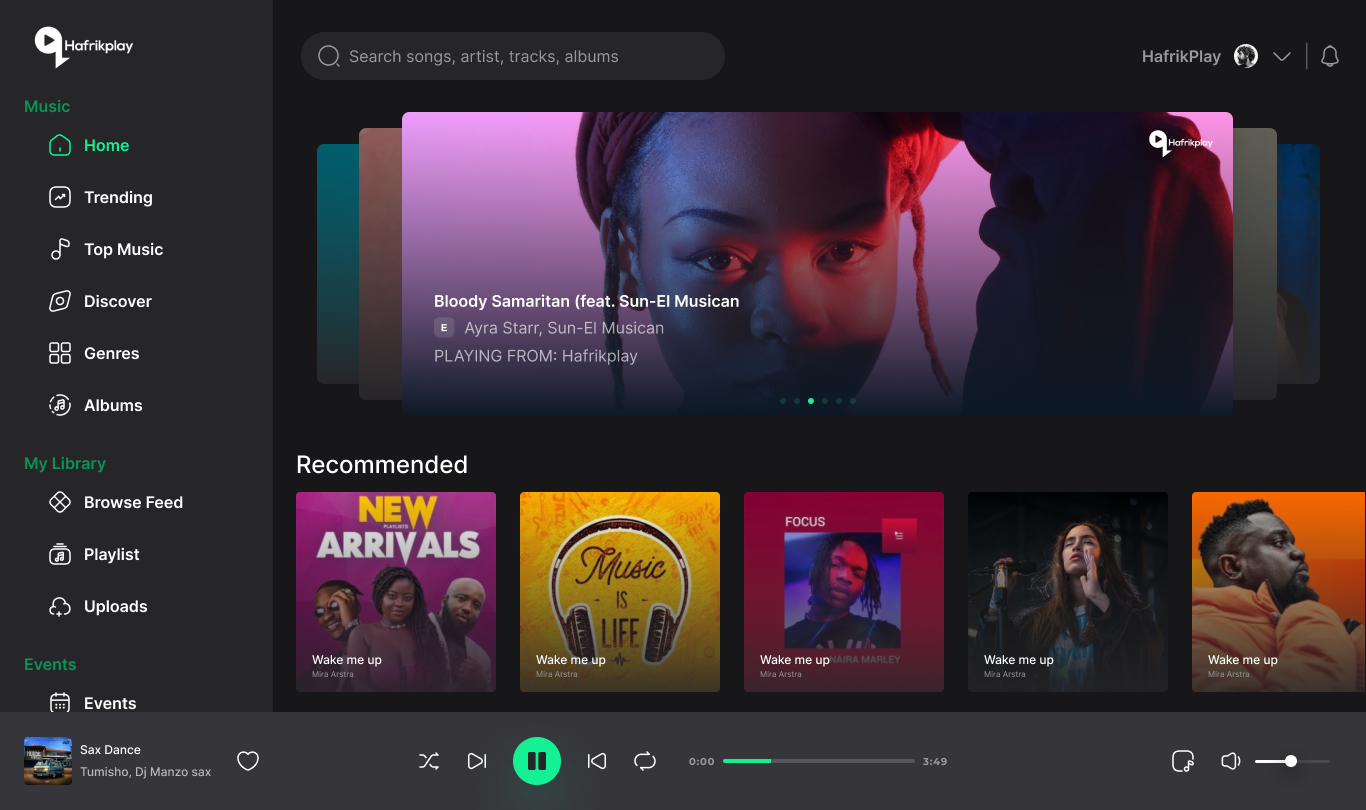 Hafrikplay
Search songs, artist, tracks, albums
HafrikPlay
Music
Home
Trending
Top Music
Discover
Genres
Albums
My Library
Browse Feed
Playlist
Uploads
Events
Events
Hafrikplay
Bloody Samaritan (feat. Sun-El Musican
E Ayra Starr, Sun-El Musican
PLAYING FROM: Hafrikplay
Recommended
NEW
PLAYLISTS
ARRIVALS
Wake me up
Mira Arstra
Music
IS
LIFE
Wake me up
Mira Arstra
FOCUS
NAIRA MARLEY
Wake me up
Mira Arstra
Wake me up
Mira Arstra
Wake me up
Mira Arstra
Sax Dance
Tumisho, Dj Manzo sax
0:00
3:49